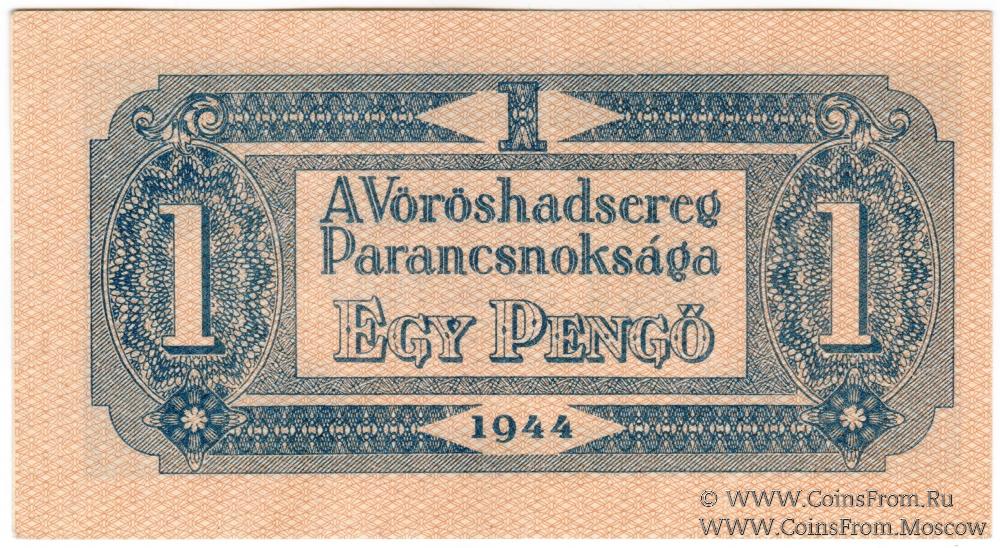 1
A Vöröshadsereg
Parancsnoksága
1 1
EGY PENGŐ
1944
© WWW.CoinsFrom.Ru
WWW.CoinsFrom.Moscow